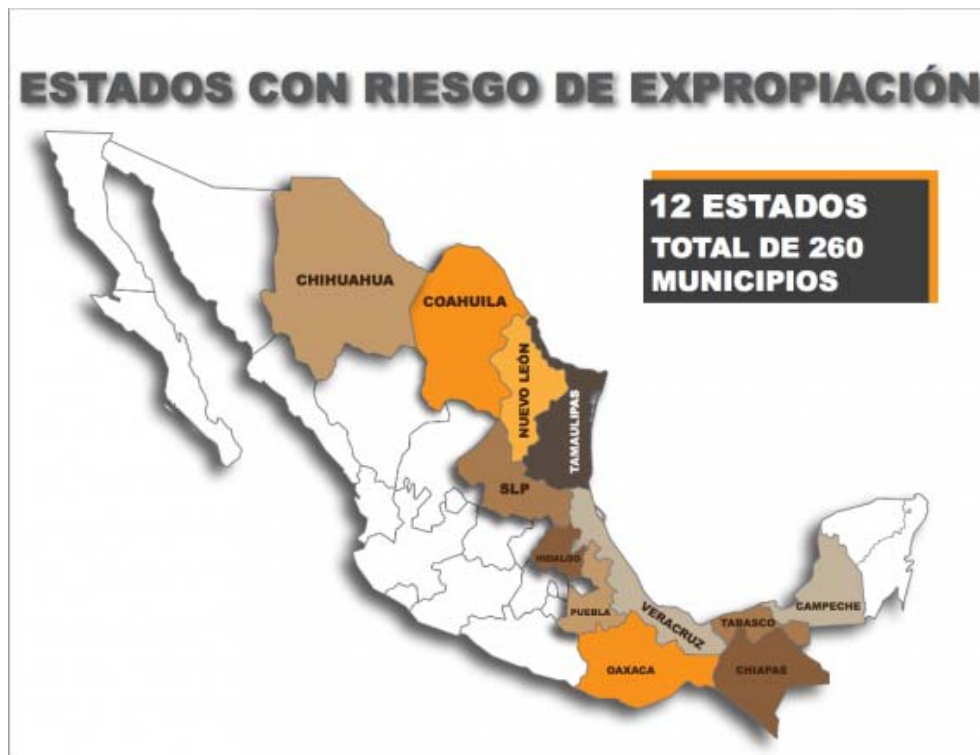 ESTADOS CON RIESGO DE EXPROPIACIÓN
12 ESTADOS
TOTAL DE 260
MUNICIPIOS
CHIHUAHUA
COAHUILA
NUEVO LEÓN
TAMAULIPAS
SLP
HIDALGO
PUEBLA
VERACRUZ
CAMPECHE
TABASCO
OAXACA
CHIAPAS